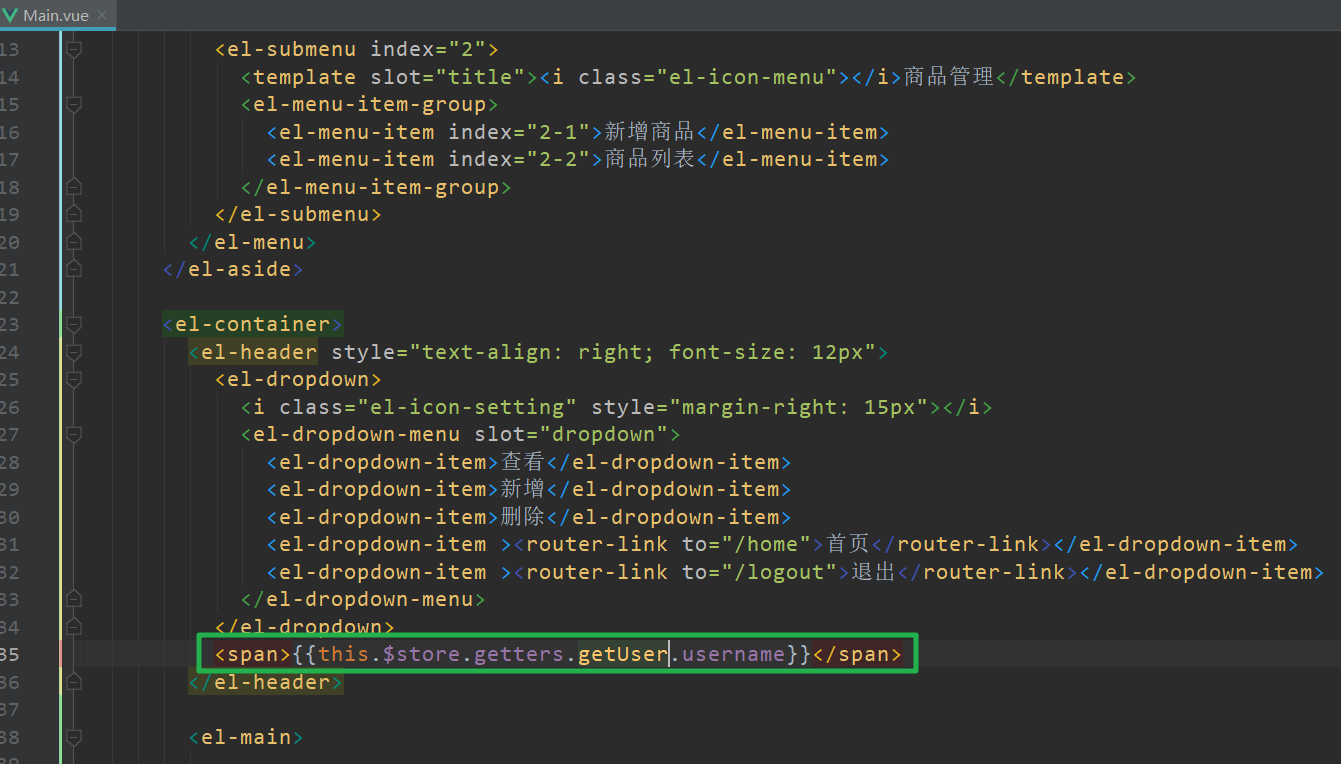 Main.vue ×
13 <el-submenu index="2">
14 <template slot="title"><i class="el-icon-menu"></i>商品管理</template>
15 <el-menu-item-group>
16 <el-menu-item index="2-1">新增商品</el-menu-item>
17 <el-menu-item index="2-2">商品列表</el-menu-item>
18 </el-menu-item-group>
19 </el-submenu>
20 </el-menu>
21 </el-aside>
22
23 <el-container>
24 <el-header style="text-align: right; font-size: 12px">
25 <el-dropdown>
26 <i class="el-icon-setting" style="margin-right: 15px"></i>
27 <el-dropdown-menu slot="dropdown">
28 <el-dropdown-item>查看</el-dropdown-item>
29 <el-dropdown-item>新增</el-dropdown-item>
30 <el-dropdown-item>删除</el-dropdown-item>
31 <el-dropdown-item ><router-link to="/home">首页</router-link></el-dropdown-item>
32 <el-dropdown-item ><router-link to="/logout">退出</router-link></el-dropdown-item>
33 </el-dropdown-menu>
34 </el-dropdown>
35 <span>{{this.$store.getters.getUser.username}}</span>
36 </el-header>
37
38 <el-main>
39